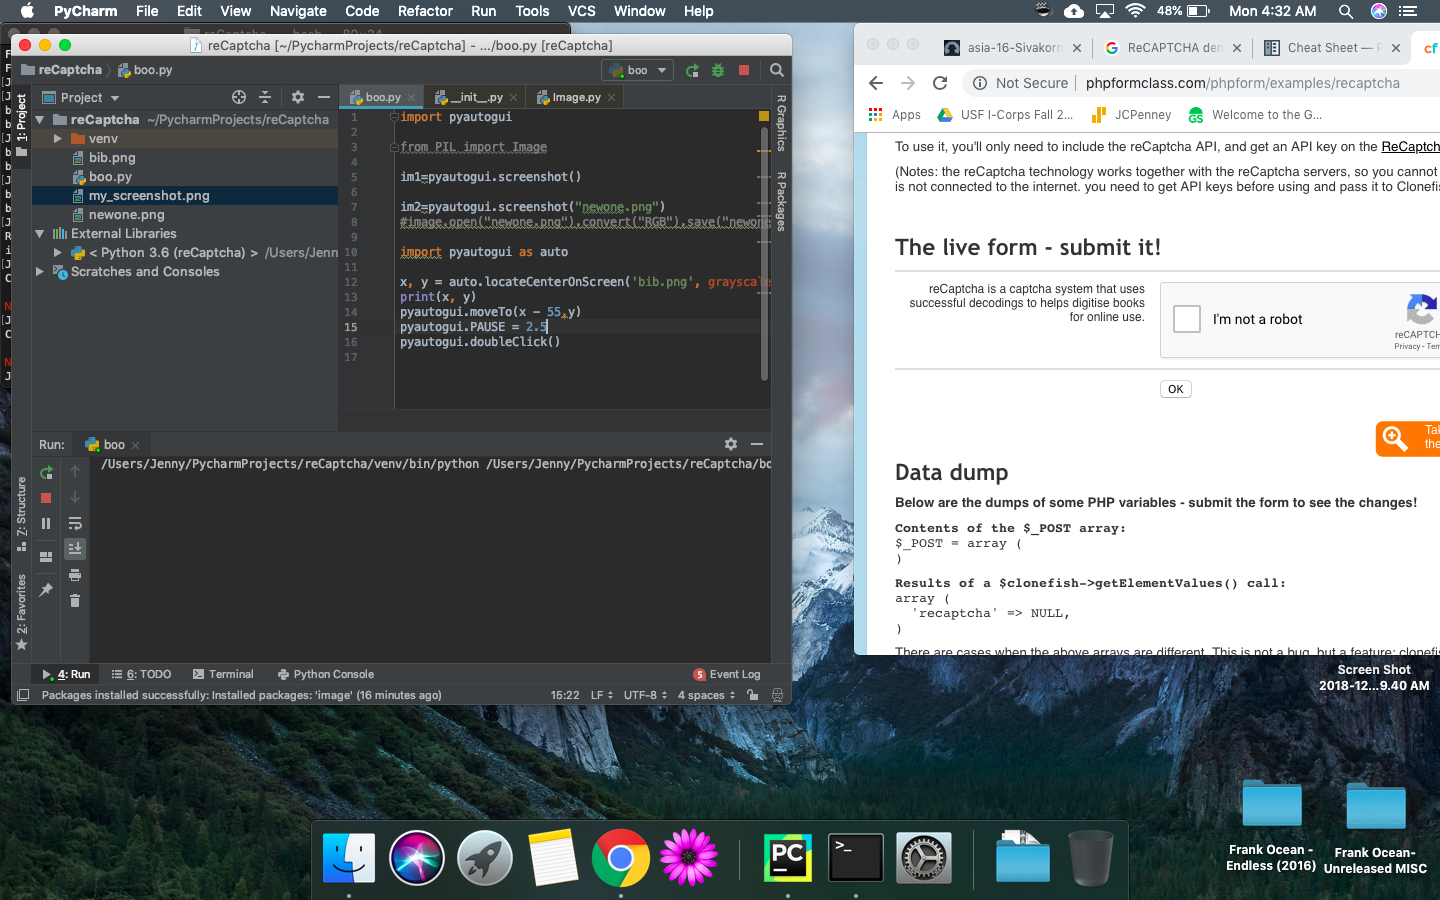 PyCharm File Edit View Navigate Code Refactor Run Tools VCS Window Help 48% Mon 4:32 AM
reCaptcha [~/PycharmProjects/reCaptcha] - .../boo.py [reCaptcha]
reCaptcha boo.py boo
1: Project
Project
reCaptcha ~/PycharmProjects/reCaptcha
venv
bib.png
boo.py
my_screenshot.png
newone.png
External Libraries
< Python 3.6 (reCaptcha) > /Users/Jenn
Scratches and Consoles
boo.py __init__.py Image.py
1 import pyautogui
2
3 from PIL import Image
4
5 im1=pyautogui.screenshot()
6
7 im2=pyautogui.screenshot("newone.png")
8 #image.open("newone.png").convert("RGB").save("newon
9
10 import pyautogui as auto
11
12 x, y = auto.locateCenterOnScreen('bib.png', grayscale
13 print(x, y)
14 pyautogui.moveTo(x - 55,y)
15 pyautogui.PAUSE = 2.5
16 pyautogui.doubleClick()
17
R Graphics
R Packages
Run: boo
/Users/Jenny/PycharmProjects/reCaptcha/venv/bin/python /Users/Jenny/PycharmProjects/reCaptcha/bo
7: Structure
2: Favorites
4: Run 6: TODO Terminal Python Console 5 Event Log
Packages installed successfully: Installed packages: 'image' (16 minutes ago) 15:22 LF UTF-8 4 spaces
asia-16-Sivakorn ReCAPTCHA den Cheat Sheet — P cf
Not Secure phpformclass.com/phpform/examples/recaptcha
Apps USF I-Corps Fall 2... JCPenney GS Welcome to the G...
To use it, you'll only need to include the reCaptcha API, and get an API key on the ReCaptch
(Notes: the reCaptcha technology works together with the reCaptcha servers, so you cannot
is not connected to the internet. you need to get API keys before using and pass it to Clonefis
The live form - submit it!
reCaptcha is a captcha system that uses
successful decodings to helps digitise books
for online use.
I'm not a robot
reCAPTCH
Privacy - Tern
OK
Tal
the
Data dump
Below are the dumps of some PHP variables - submit the form to see the changes!
Contents of the $_POST array:
$_POST = array (
)
Results of a $clonefish->getElementValues() call:
array (
'recaptcha' => NULL,
)
There are cases when the above arrays are different. This is not a bug, but a feature: clonefis
Screen Shot
2018-12...9.40 AM
Frank Ocean -
Endless (2016)
Frank Ocean-
Unreleased MISC
PC
>_